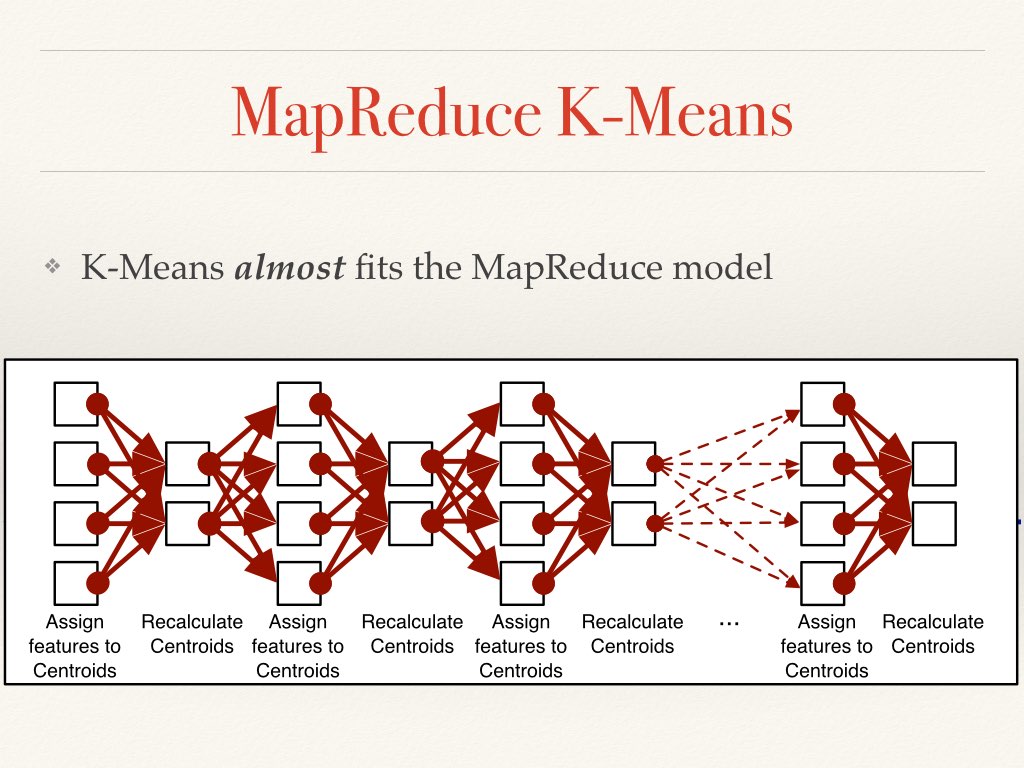 MapReduce K-Means
❖ K-Means almost fits the MapReduce model
Assign
features to
Centroids
Recalculate
Centroids
Assign
features to
Centroids
Recalculate
Centroids
Assign
features to
Centroids
Recalculate
Centroids
...
Assign
features to
Centroids
Recalculate
Centroids